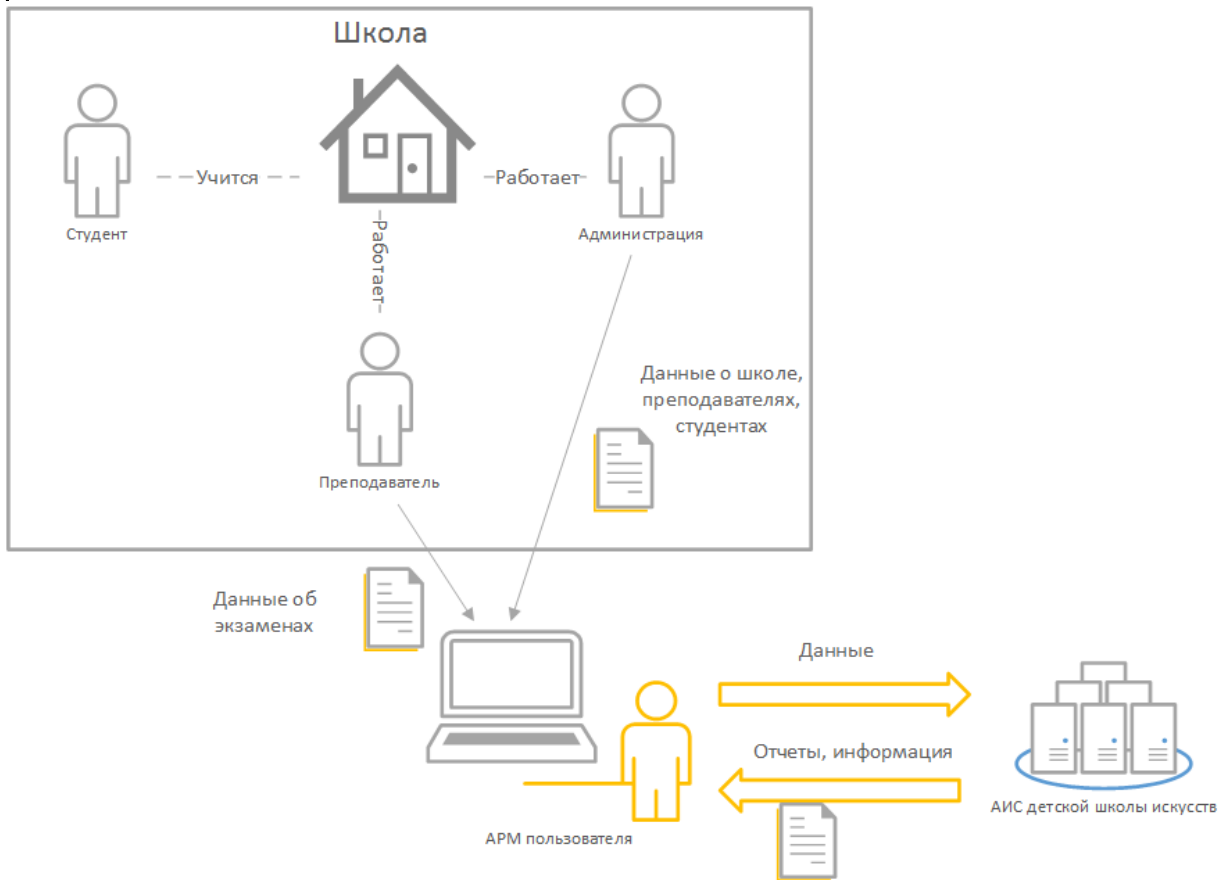 Школа
Учится
Работает
Студент
Администрация
Работает
Данные о школе,
преподавателях,
студентах
Преподаватель
Данные об
экзаменах
Данные
Отчеты, информация
АИС детской школы искусств
АРМ пользователя